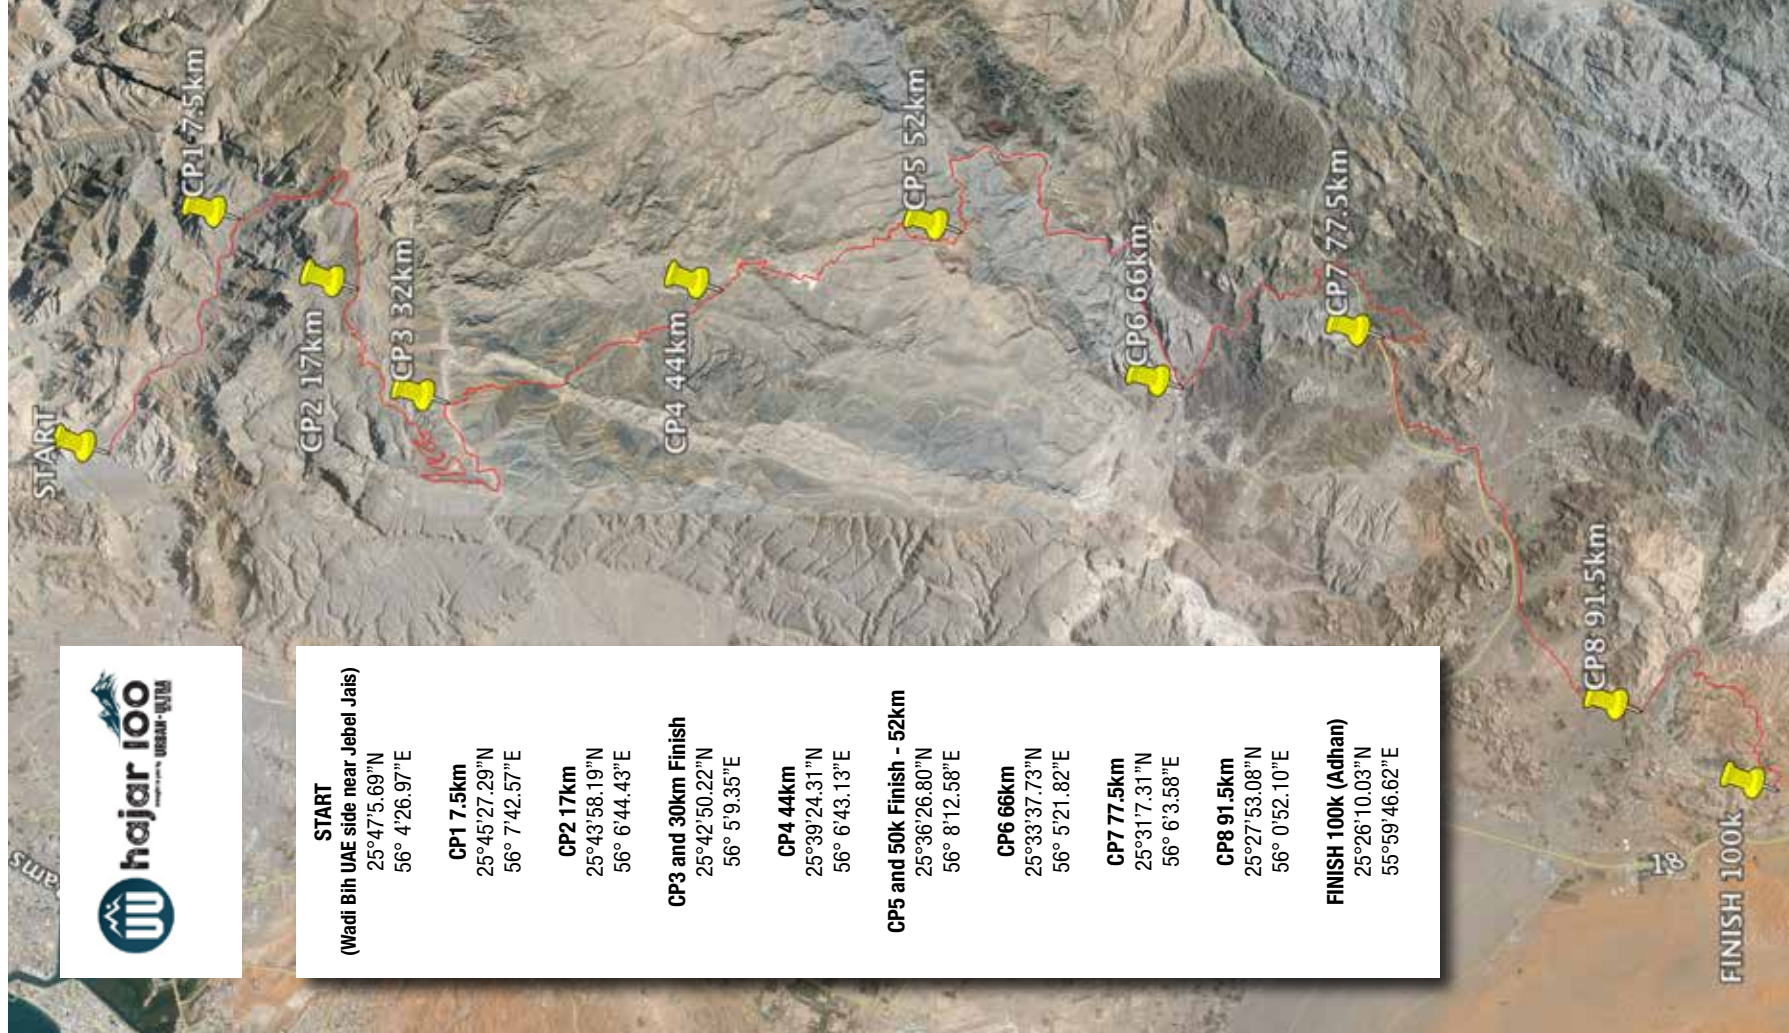 hajar 100
URBAN-ULTRA
START
(Wadi Bih UAE side near Jebel Jais)
25°47'5.69"N
56° 4'26.97"E
CP1 7.5km
25°45'27.29"N
56° 7'42.57"E
CP2 17km
25°43'58.19"N
56° 6'44.43"E
CP3 and 30km Finish
25°42'50.22"N
56° 5'9.35"E
CP4 44km
25°39'24.31"N
56° 6'43.13"E
CP5 and 50k Finish - 52km
25°36'26.80"N
56° 8'12.58"E
CP6 66km
25°33'37.73"N
56° 5'21.82"E
CP7 77.5km
25°31'17.31"N
56° 6'3.58"E
CP8 91.5km
25°27'53.08"N
56° 0'52.10"E
FINISH 100k (Adhan)
25°26'10.03"N
55°59'46.62"E
START
CP1 7.5km
CP2 17km
CP3 32km
CP4 44km
CP5 52km
CP6 66km
CP7 77.5km
CP8 91.5km
FINISH 100k
18
ams